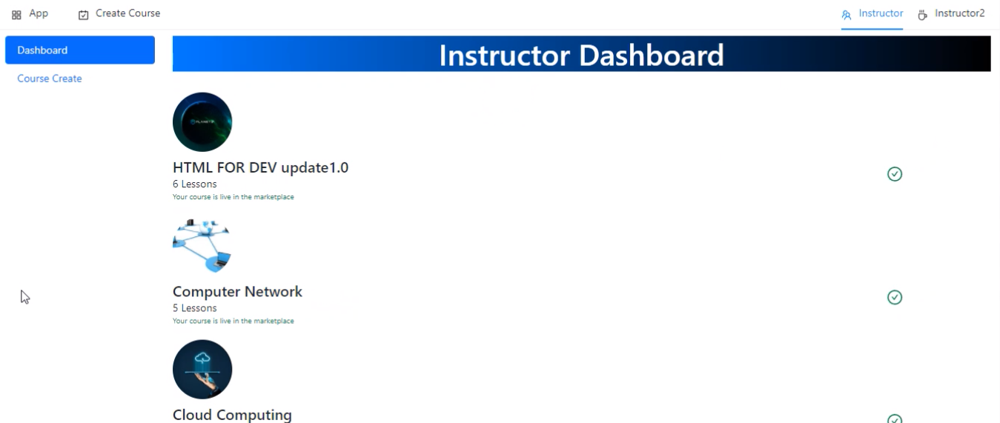 App
Create Course
Instructor
Instructor2
Dashboard
Course Create
Instructor Dashboard
HTML FOR DEV update1.0
6 Lessons
Your course is live in the marketplace
Computer Network
5 Lessons
Your course is live in the marketplace
Cloud Computing